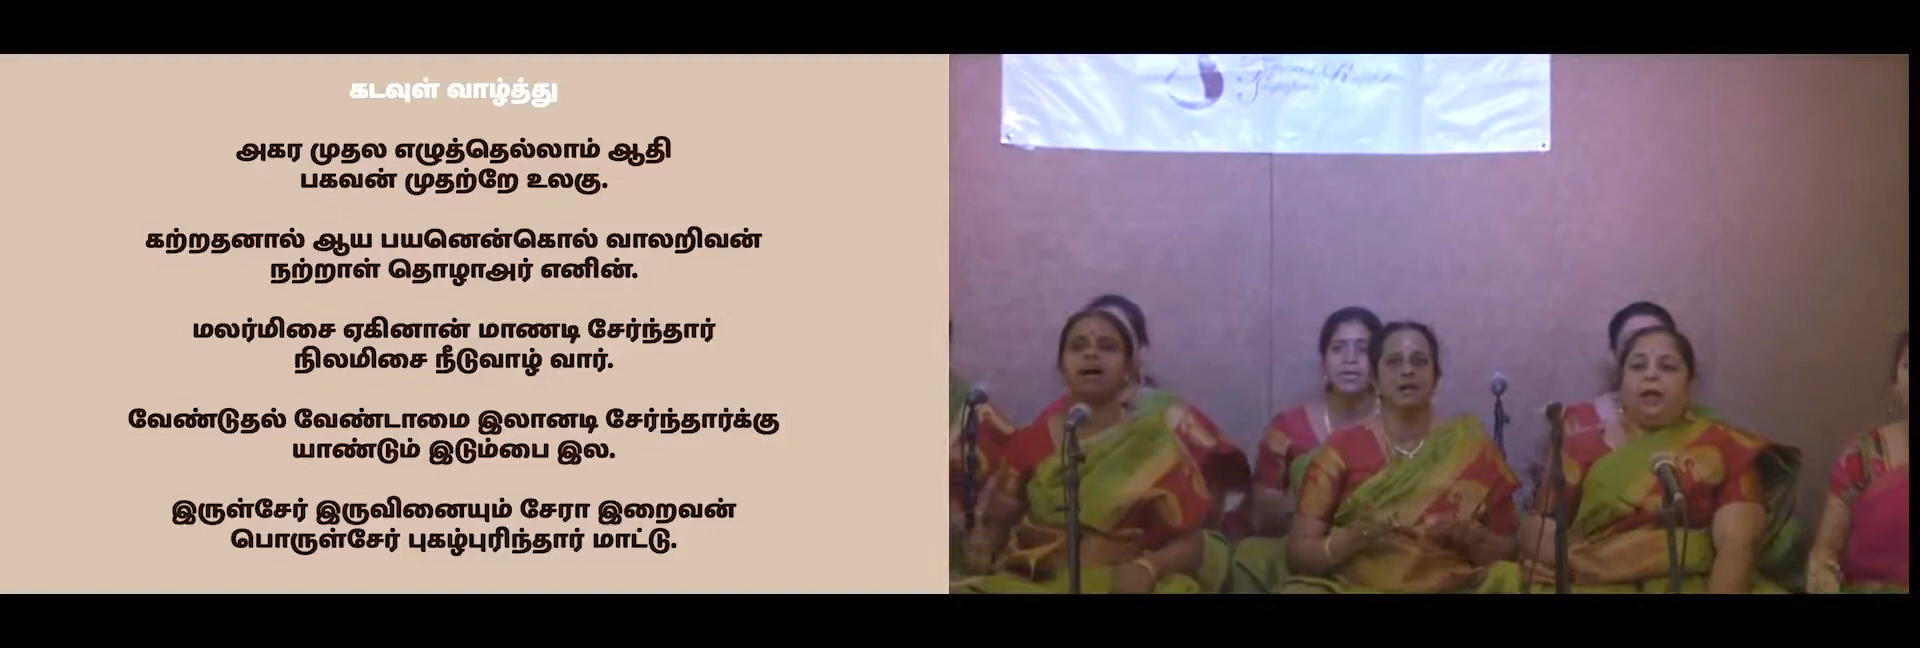 கடவுள் வாழ்த்து
அகர முதல எழுத்தெல்லாம் ஆதி
பகவன் முதற்றே உலகு.
கற்றதனால் ஆய பயனென்கொல் வாலறிவன்
நற்றாள் தொழாஅர் எனின்.
மலர்மிசை ஏகினான் மாணடி சேர்ந்தார்
நிலமிசை நீடுவாழ் வார்.
வேண்டுதல் வேண்டாமை இலானடி சேர்ந்தார்க்கு
யாண்டும் இடும்பை இல.
இருள்சேர் இருவினையும் சேரா இறைவன்
பொருள்சேர் புகழ்புரிந்தார் மாட்டு.